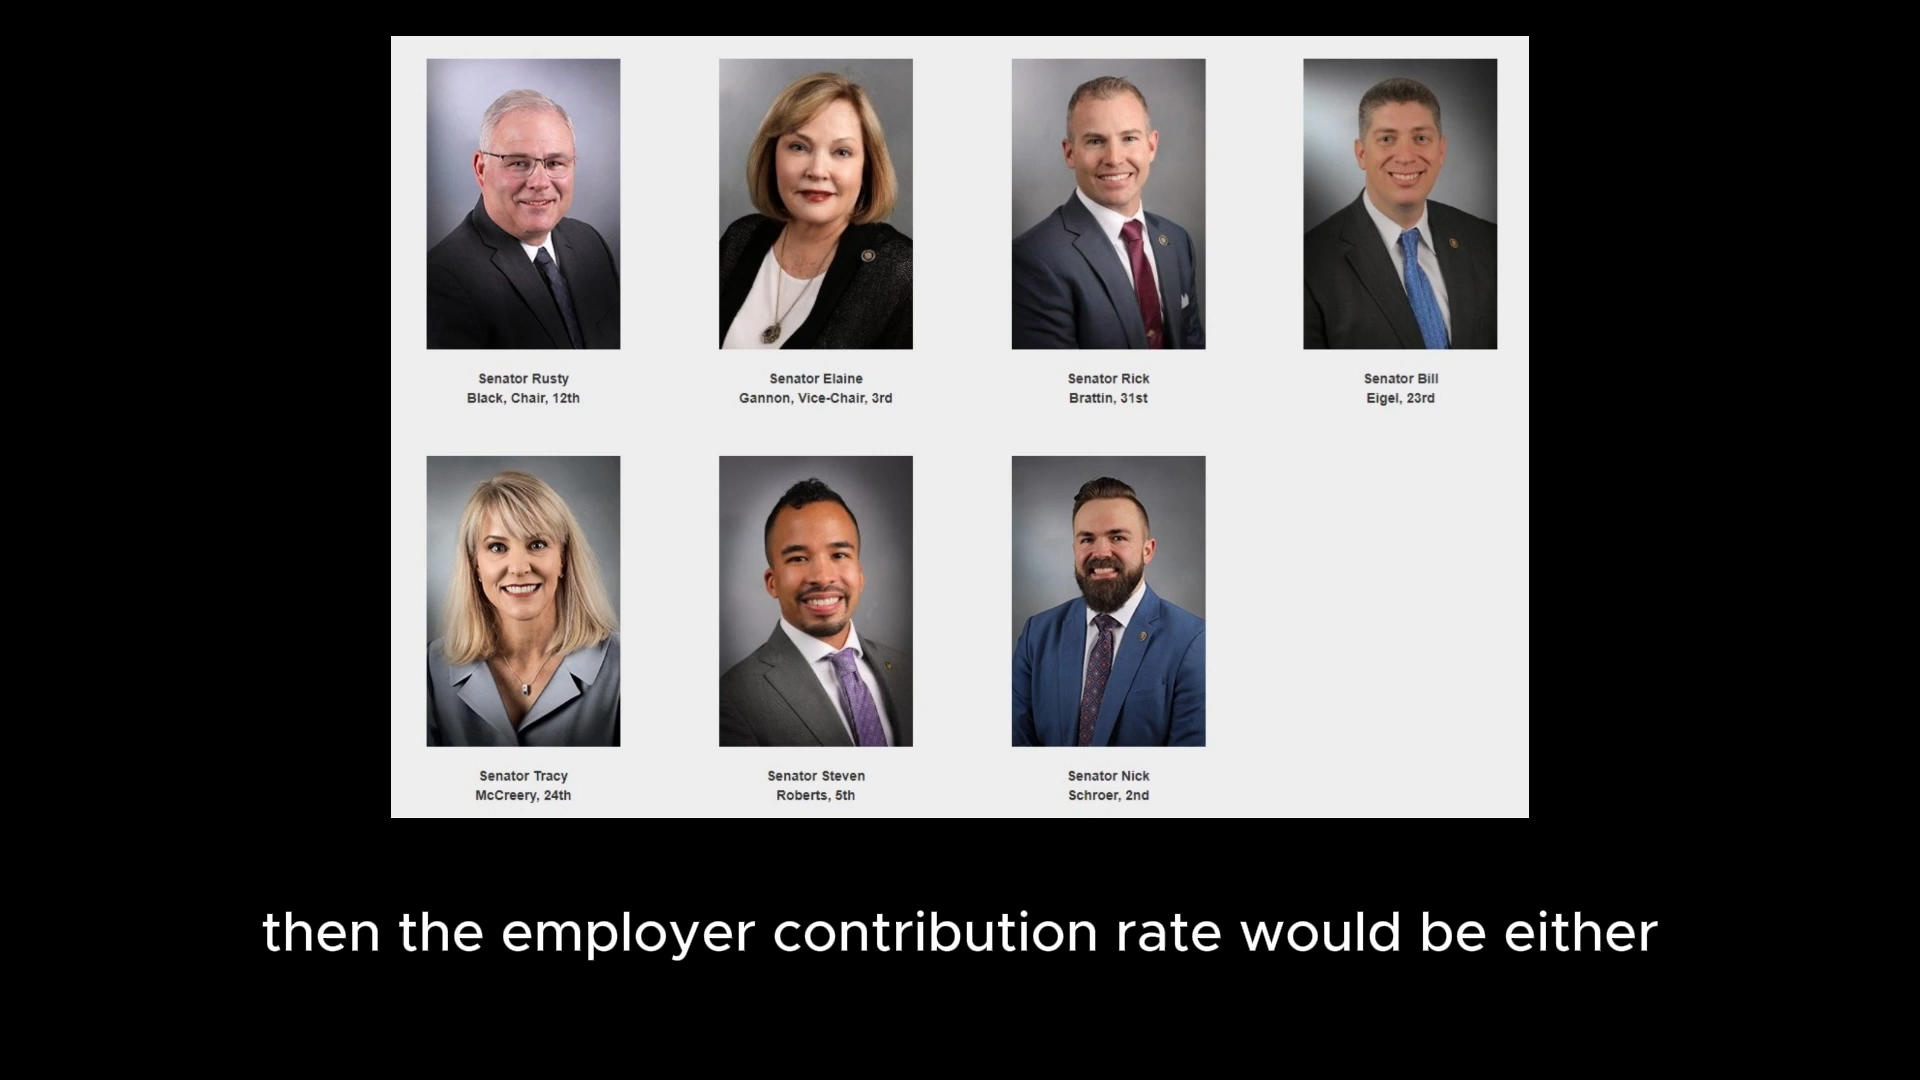 Senator Rusty
Black, Chair, 12th
Senator Elaine
Gannon, Vice-Chair, 3rd
Senator Rick
Brattin, 31st
Senator Bill
Eigel, 23rd
Senator Tracy
McCreery, 24th
Senator Steven
Roberts, 5th
Senator Nick
Schroer, 2nd
then the employer contribution rate would be either